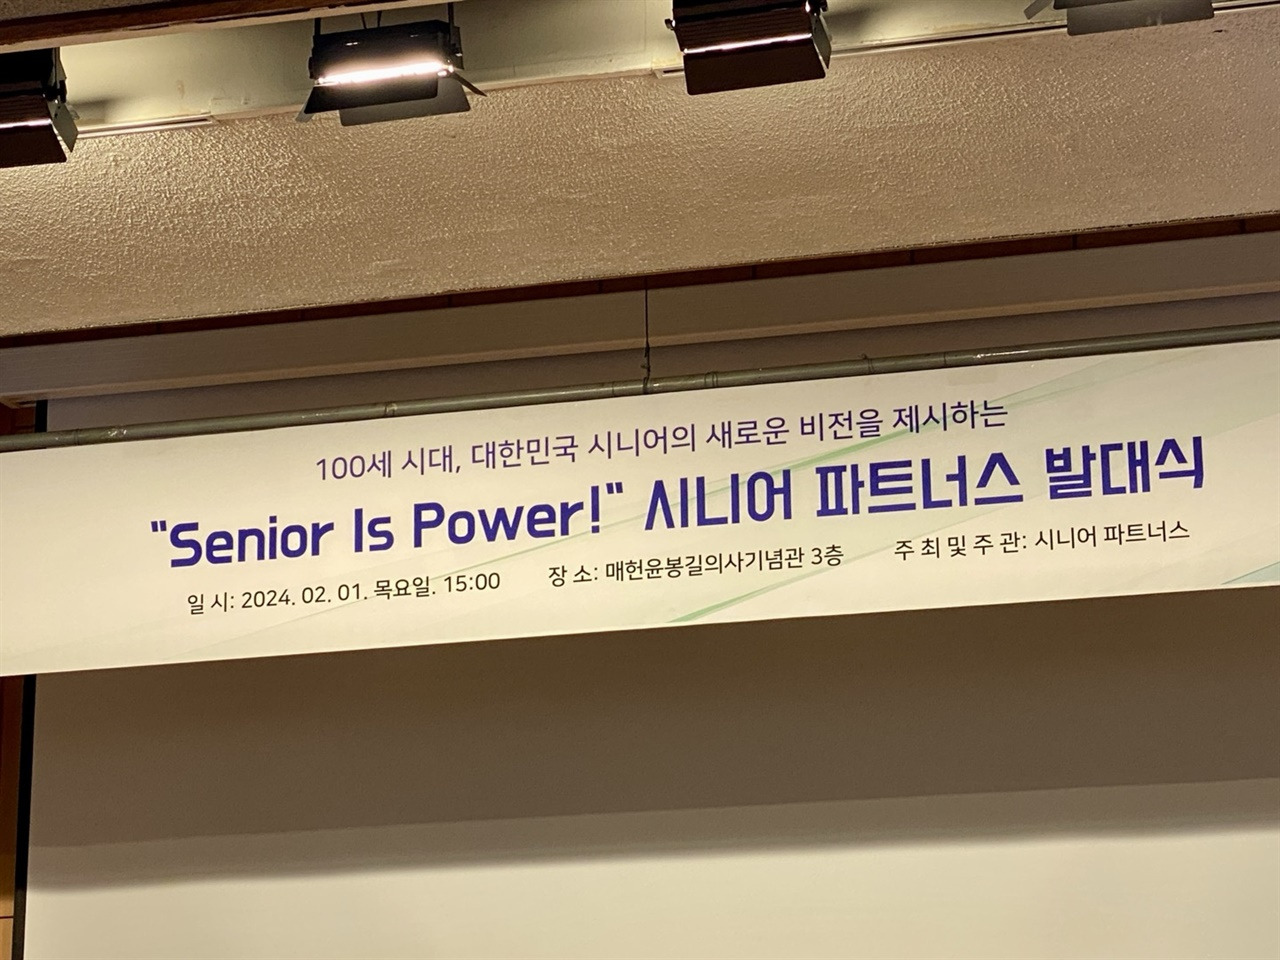 100세 시대, 대한민국 시니어의 새로운 비전을 제시하는
"Senior Is Power!" 시니어 파트너스 발대식
일 시: 2024. 02. 01. 목요일. 15:00 장 소: 매헌윤봉길의사기념관 3층 주 최 및 주 관: 시니어 파트너스